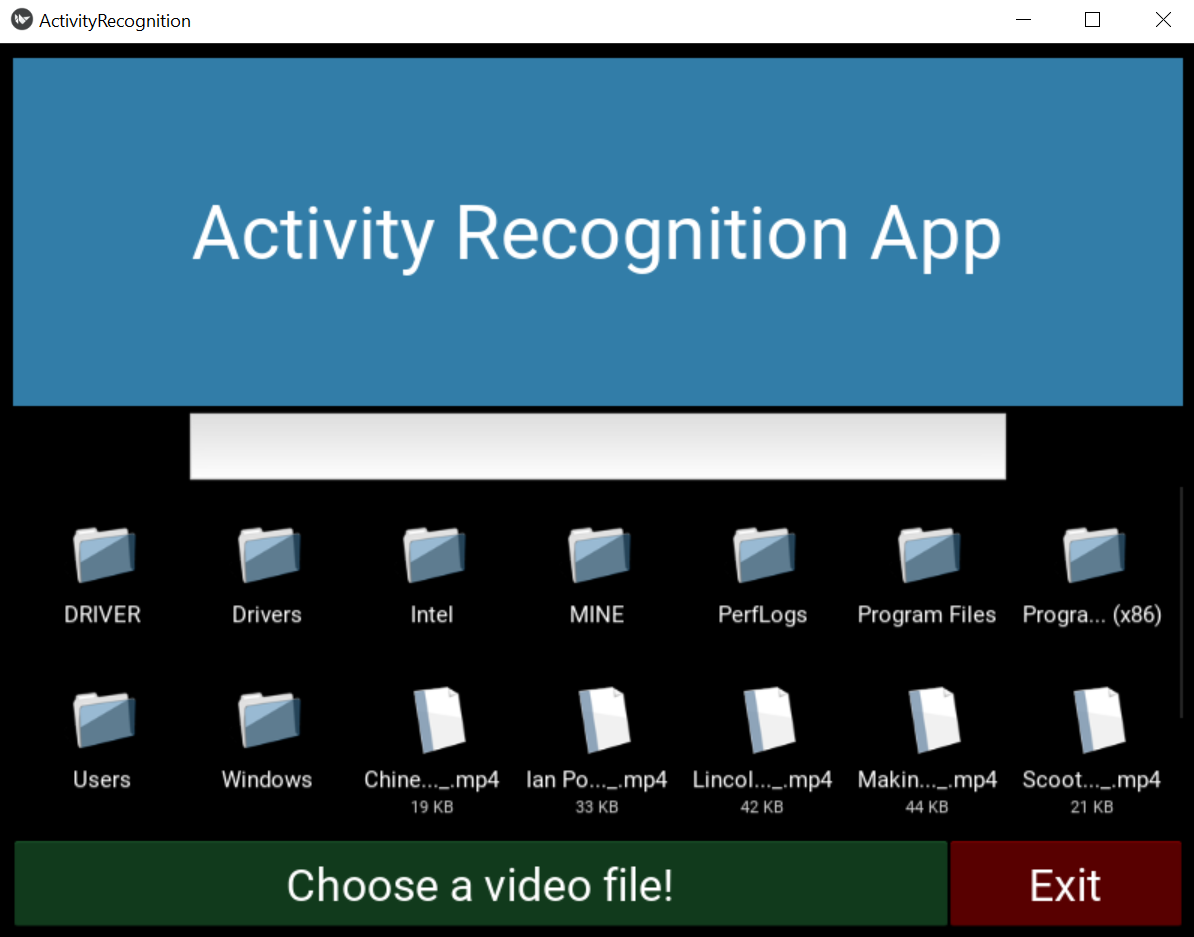 ActivityRecognition
Activity Recognition App
DRIVER Drivers Intel MINE PerfLogs Program Files Progra... (x86)
Users Windows Chine..._.mp4 Ian Po..._.mp4 Lincol..._.mp4 Makin..._.mp4 Scoot..._.mp4
19 KB 33 KB 42 KB 44 KB 21 KB
Choose a video file! Exit